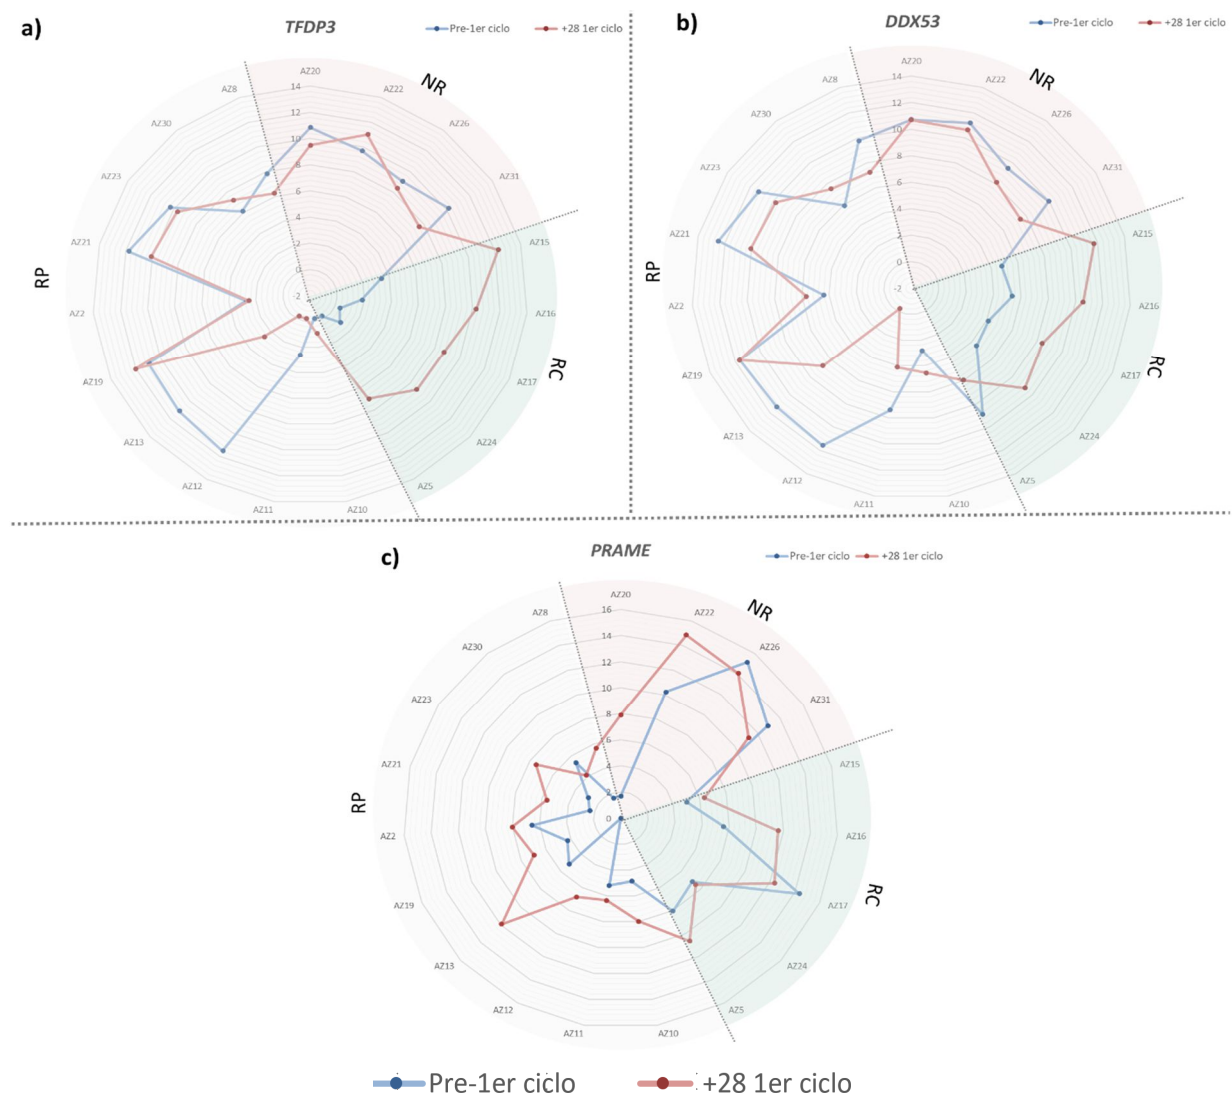 a)
TFDP3
Pre-1er ciclo
+28 1er ciclo
AZ20
AZ22
AZ26
AZ31
AZ15
AZ16
AZ17
AZ24
AZ5
AZ10
AZ11
AZ12
AZ13
AZ19
AZ2
AZ21
AZ23
AZ30
AZ8
14
12
10
8
6
4
2
0
-2
NR
RC
RP
b)
DDX53
Pre-1er ciclo
+28 1er ciclo
AZ20
AZ22
AZ26
AZ31
AZ15
AZ16
AZ17
AZ24
AZ5
AZ10
AZ11
AZ12
AZ13
AZ19
AZ2
AZ21
AZ23
AZ30
AZ8
14
12
10
8
6
4
2
0
-2
NR
RC
RP
c)
PRAME
Pre-1er ciclo
+28 1er ciclo
AZ20
AZ22
AZ26
AZ31
AZ15
AZ16
AZ17
AZ24
AZ5
AZ10
AZ11
AZ12
AZ13
AZ19
AZ2
AZ21
AZ23
AZ30
AZ8
16
14
12
10
8
6
4
2
0
NR
RC
RP
Pre-1er ciclo
+28 1er ciclo